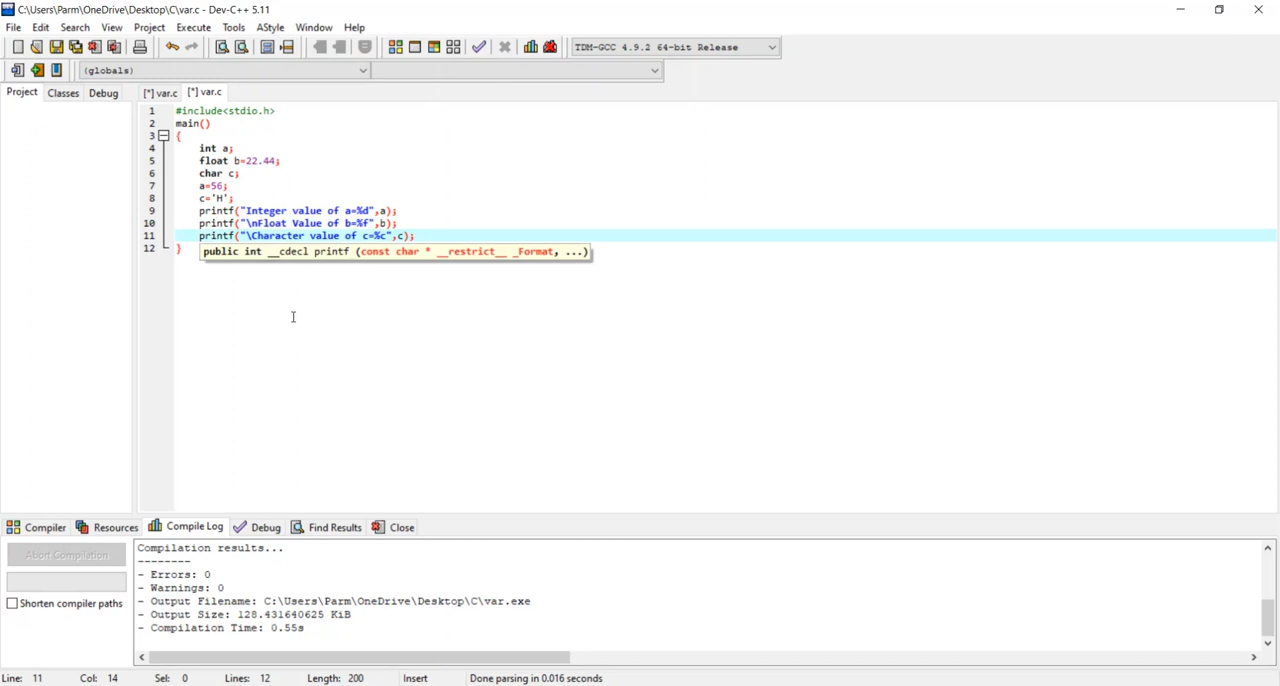 C:\Users\Parm\OneDrive\Desktop\C\var.c - Dev-C++ 5.11
File Edit Search View Project Execute Tools AStyle Window Help
TDM-GCC 4.9.2 64-bit Release
(globals)
Project Classes Debug [*] var.c [*] var.c
1 #include<stdio.h>
2 main()
3 {
4 int a;
5 float b=22.44;
6 char c;
7 a=56;
8 c='H';
9 printf("Integer value of a=%d",a);
10 printf("\nFloat Value of b=%f",b);
11 printf("\Character value of c=%c",c);
12 }
public int __cdecl printf (const char * __restrict__ _Format, ...)
Compiler Resources Compile Log Debug Find Results Close
Abort Compilation
Shorten compiler paths
Compilation results...
--------
- Errors: 0
- Warnings: 0
- Output Filename: C:\Users\Parm\OneDrive\Desktop\C\var.exe
- Output Size: 128.431640625 KiB
- Compilation Time: 0.55s
Line: 11 Col: 14 Sel: 0 Lines: 12 Length: 200 Insert Done parsing in 0.016 seconds